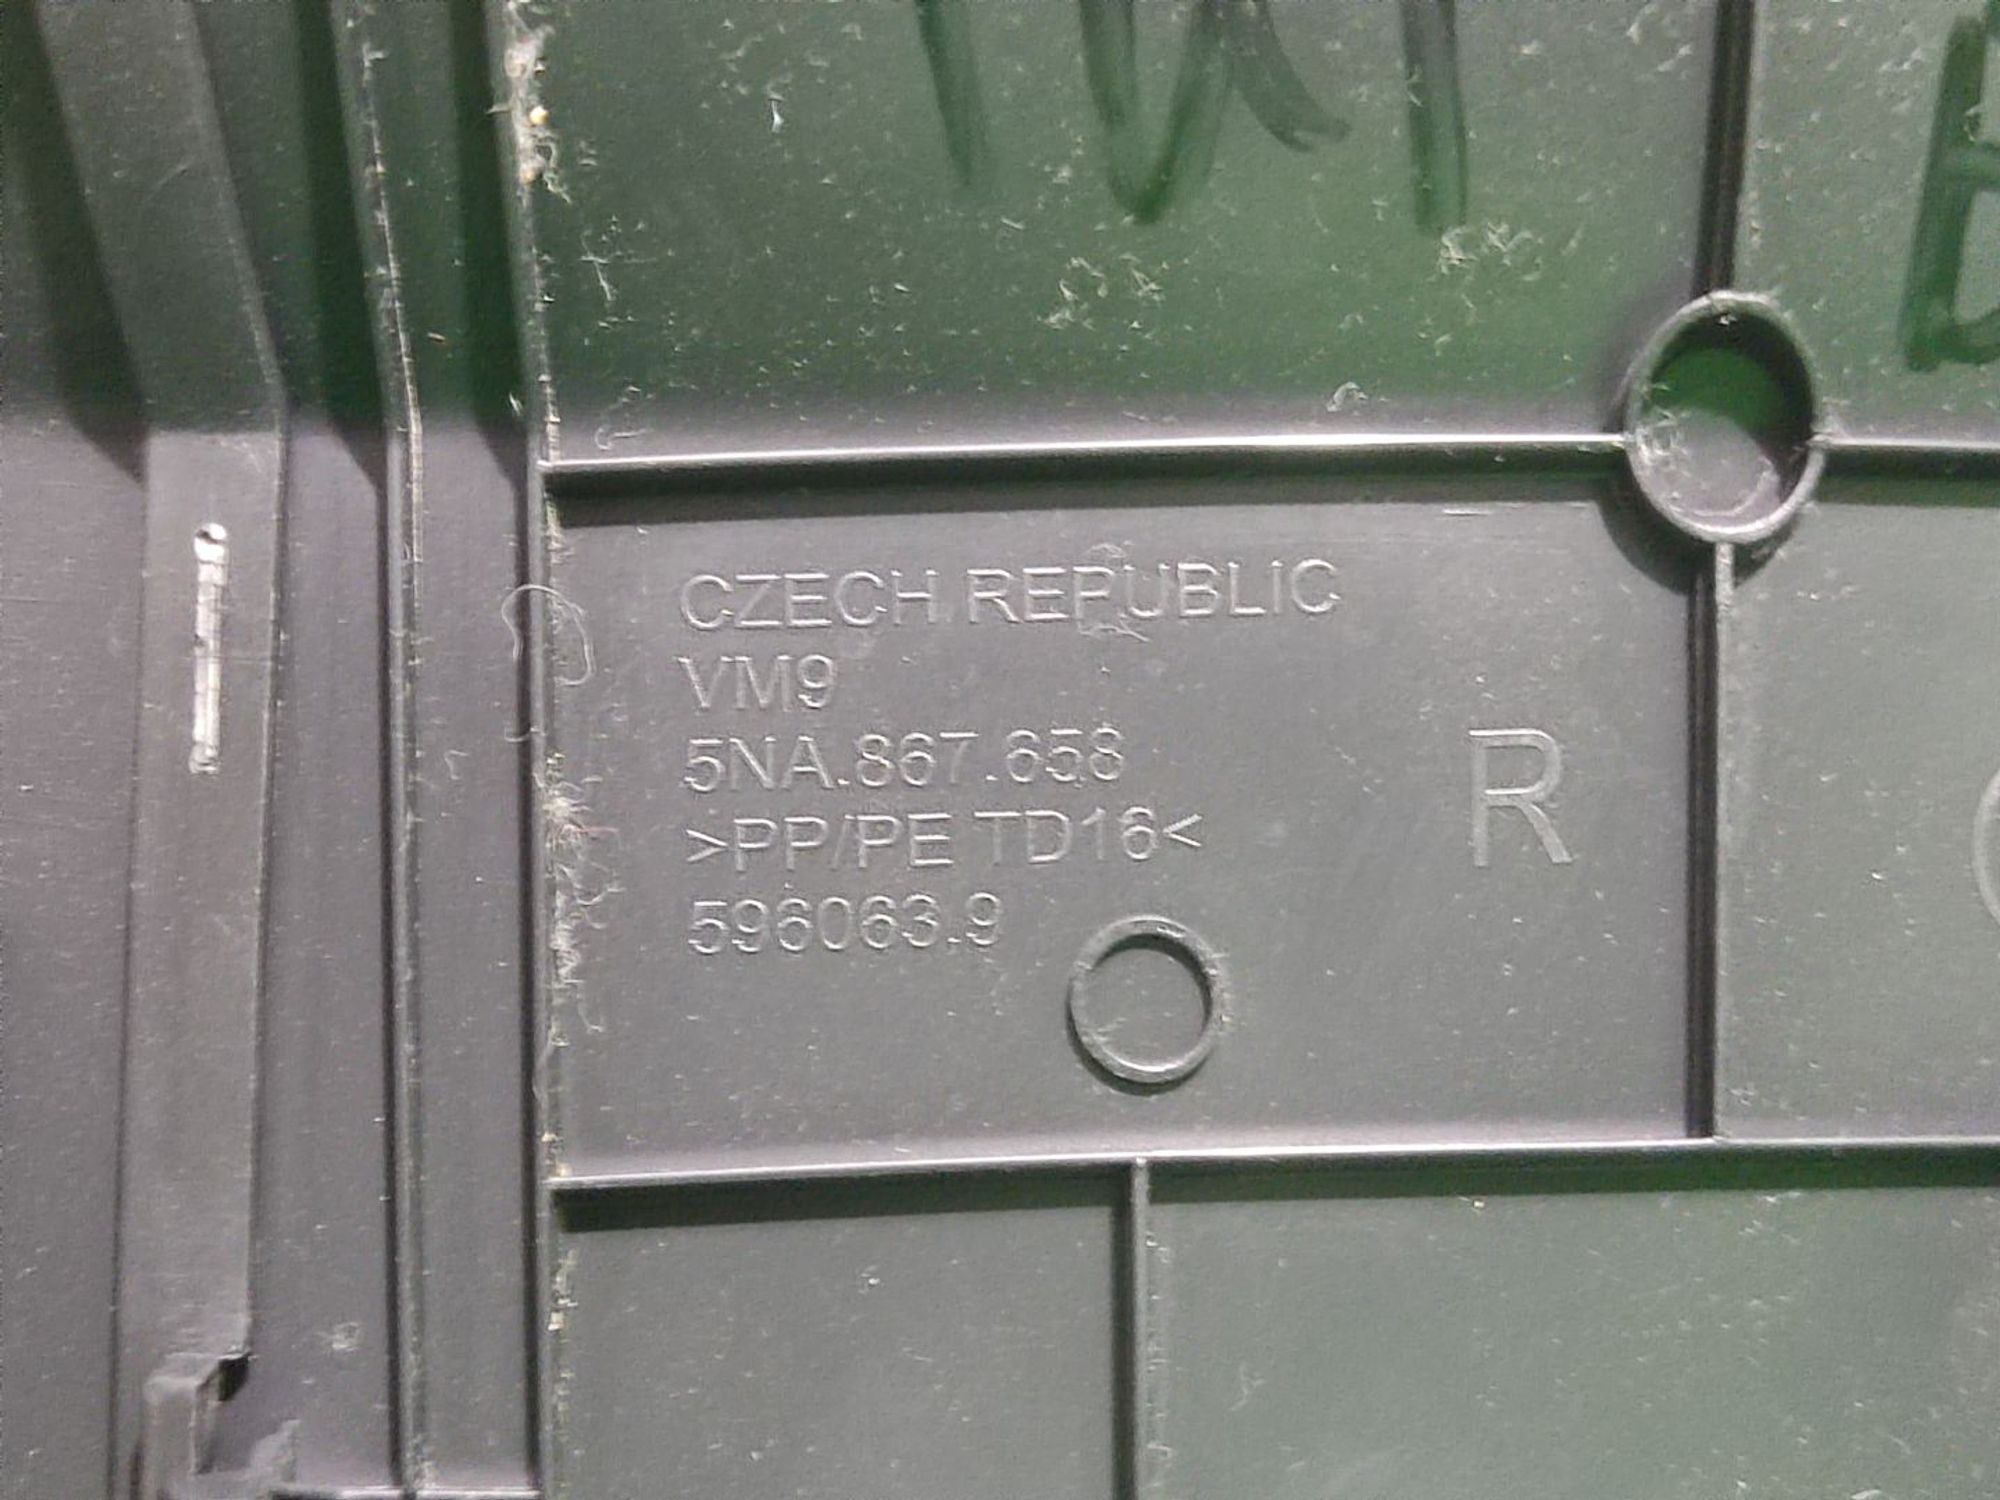 CZECH REPUBLIC
VM9
5NA.867.658
R
>PP/PE TD16<
596063.9